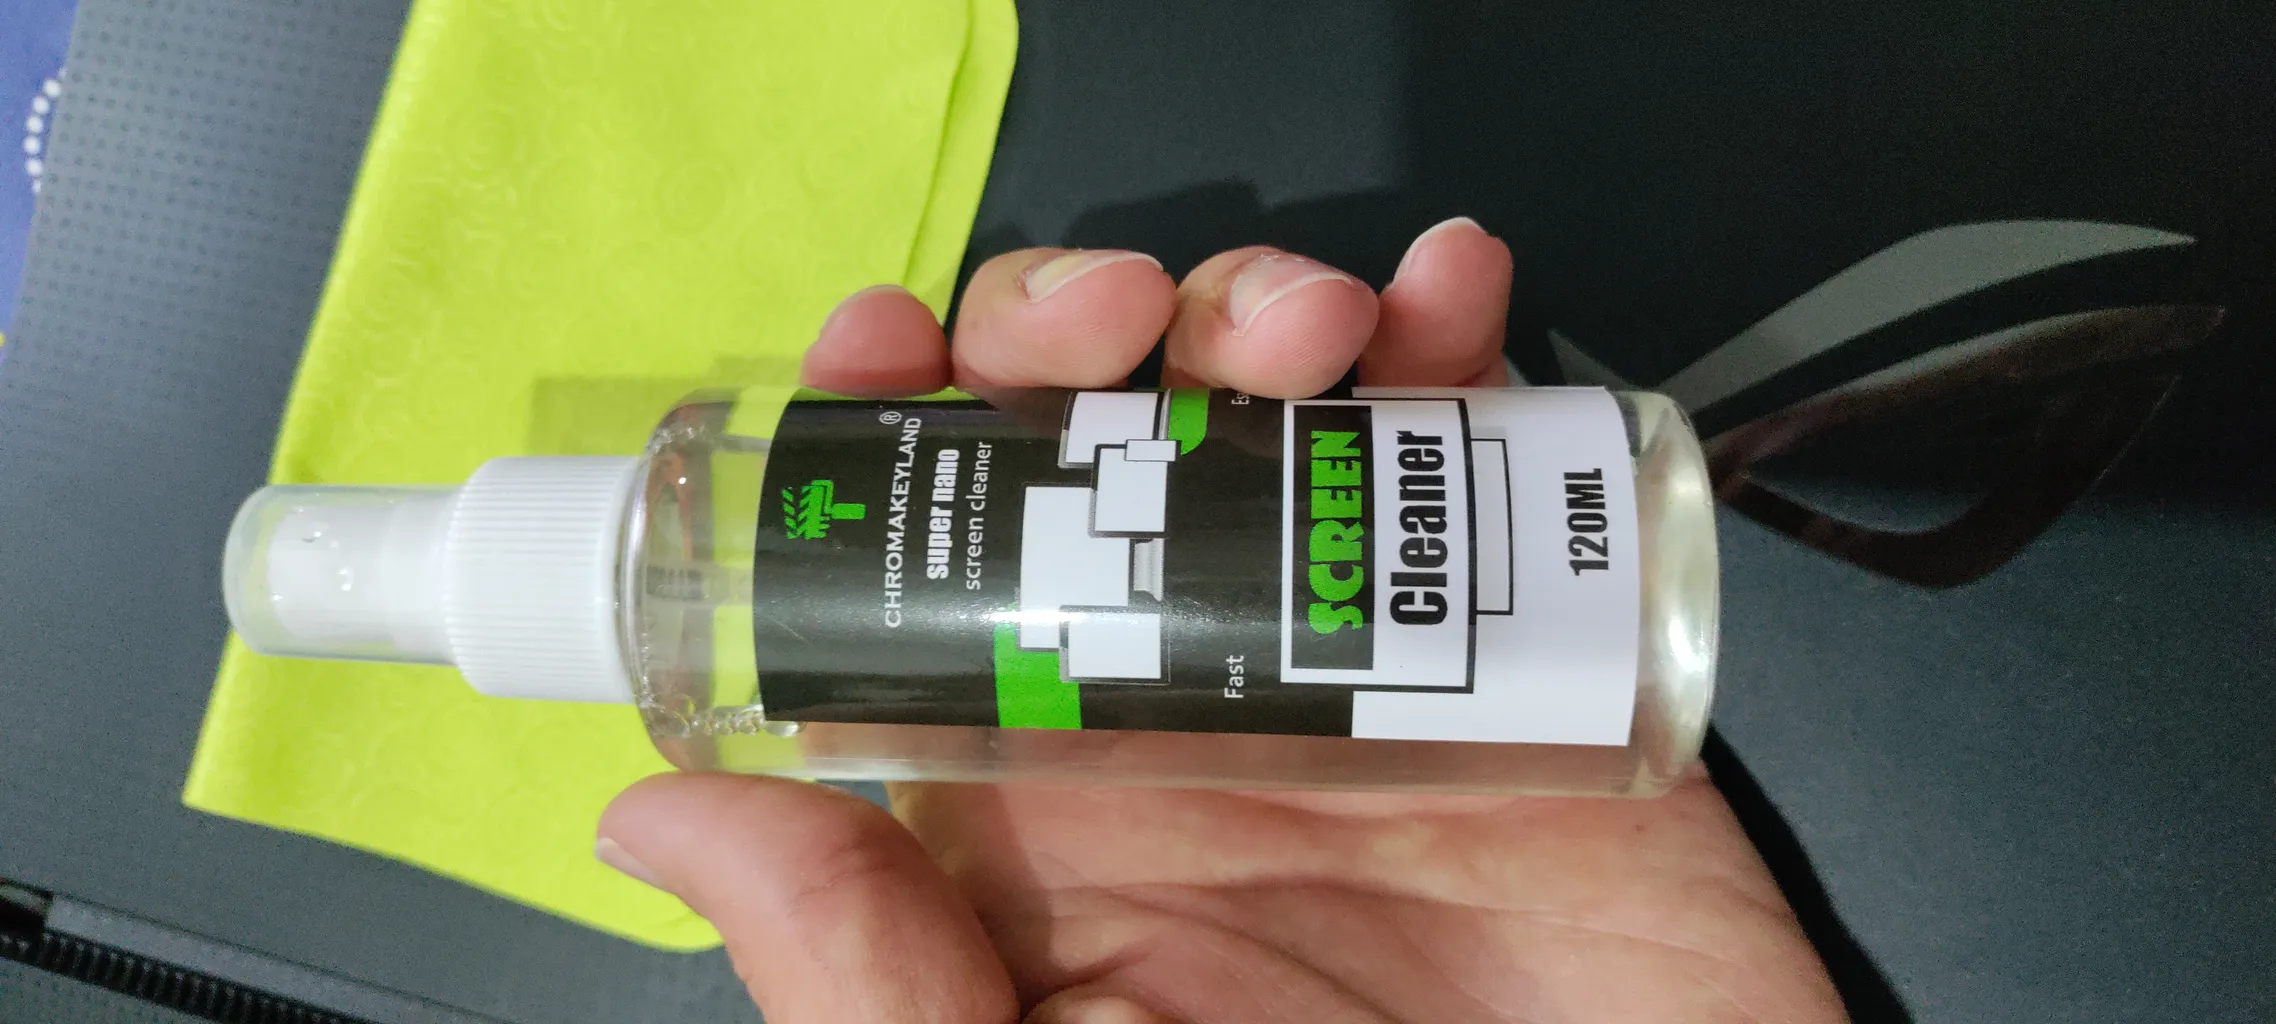 CHROMAKEYLAND®
super nano
screen cleaner
Fast
SCREEN
Cleaner
120ML